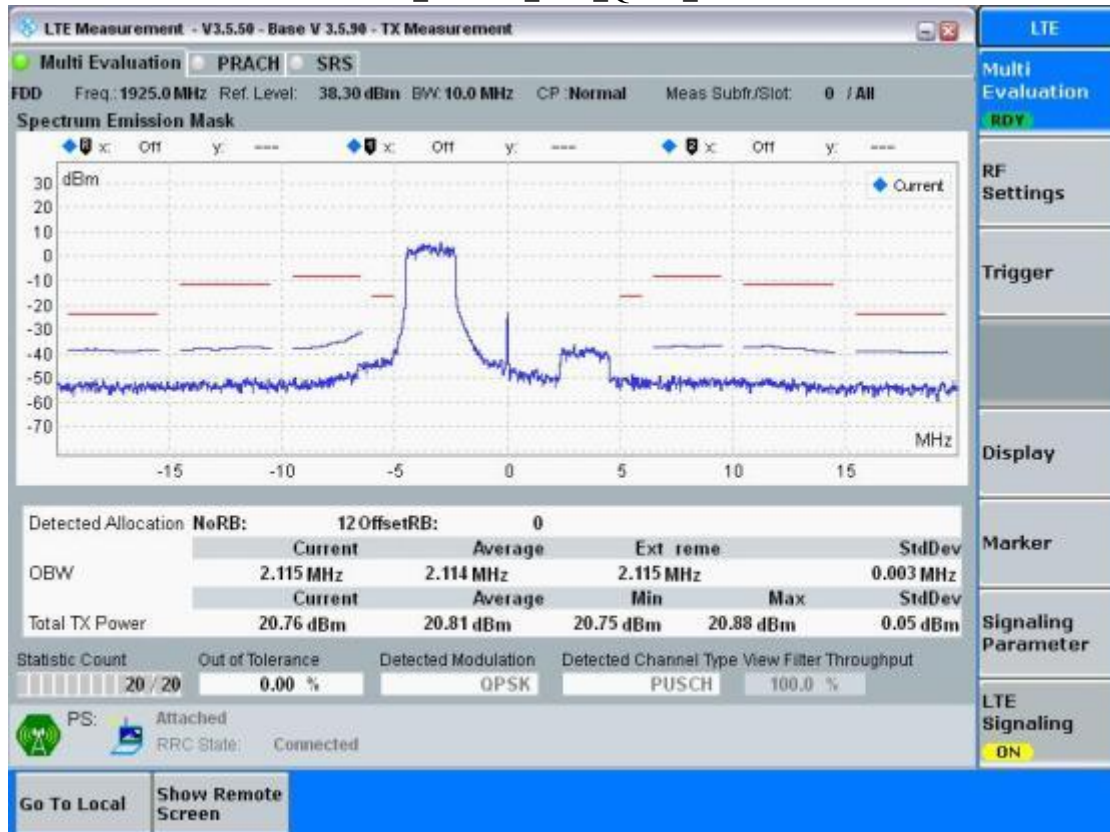 LTE Measurement - V3.5.50 - Base V 3.5.90 - TX Measurement
LTE
Multi Evaluation PRACH SRS
Multi
Evaluation
RDY
FDD Freq.: 1925.0 MHz Ref. Level: 38.30 dBm BW: 10.0 MHz CP :Normal Meas Subfr./Slot: 0 / All
Spectrum Emission Mask
x: Off y: --- x: Off y: --- x: Off y: ---
dBm
Current
30
20
10
0
-10
-20
-30
-40
-50
-60
-70
MHz
-15 -10 -5 0 5 10 15
RF
Settings
Trigger
Display
Marker
Signaling
Parameter
LTE
Signaling
ON
Detected Allocation NoRB: 12 OffsetRB: 0
Current Average Ext reme StdDev
OBW 2.115 MHz 2.114 MHz 2.115 MHz 0.003 MHz
Current Average Min Max StdDev
Total TX Power 20.76 dBm 20.81 dBm 20.75 dBm 20.88 dBm 0.05 dBm
Statistic Count Out of Tolerance Detected Modulation Detected Channel Type View Filter Throughput
20 / 20 0.00 % QPSK PUSCH 100.0 %
PS: Attached
RRC State: Connected
Go To Local
Show Remote
Screen